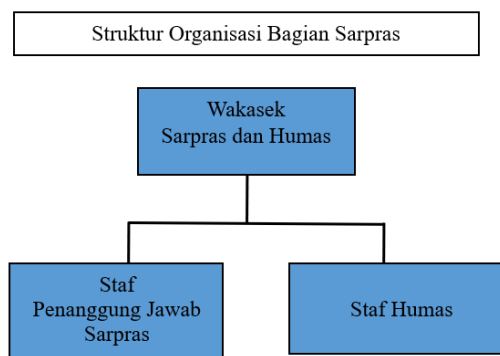 Struktur Organisasi Bagian Sarpras
Wakasek
Sarpras dan Humas
Staf
Penanggung Jawab
Sarpras
Staf Humas